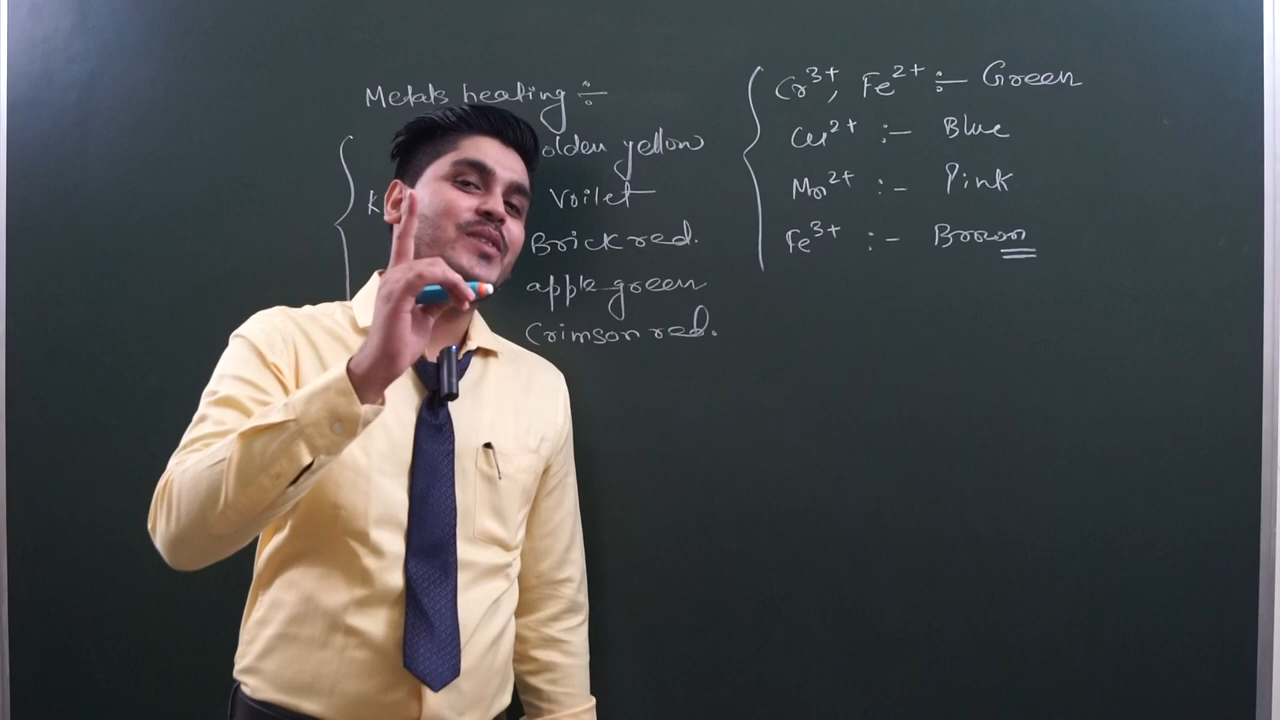 Metals heating :-
olden yellow
K Voilet
Brick red.
apple green
Crimson red.
Cr³⁺, Fe²⁺ :- Green
Cu²⁺ :- Blue
Mn²⁺ :- Pink
Fe³⁺ :- Brown